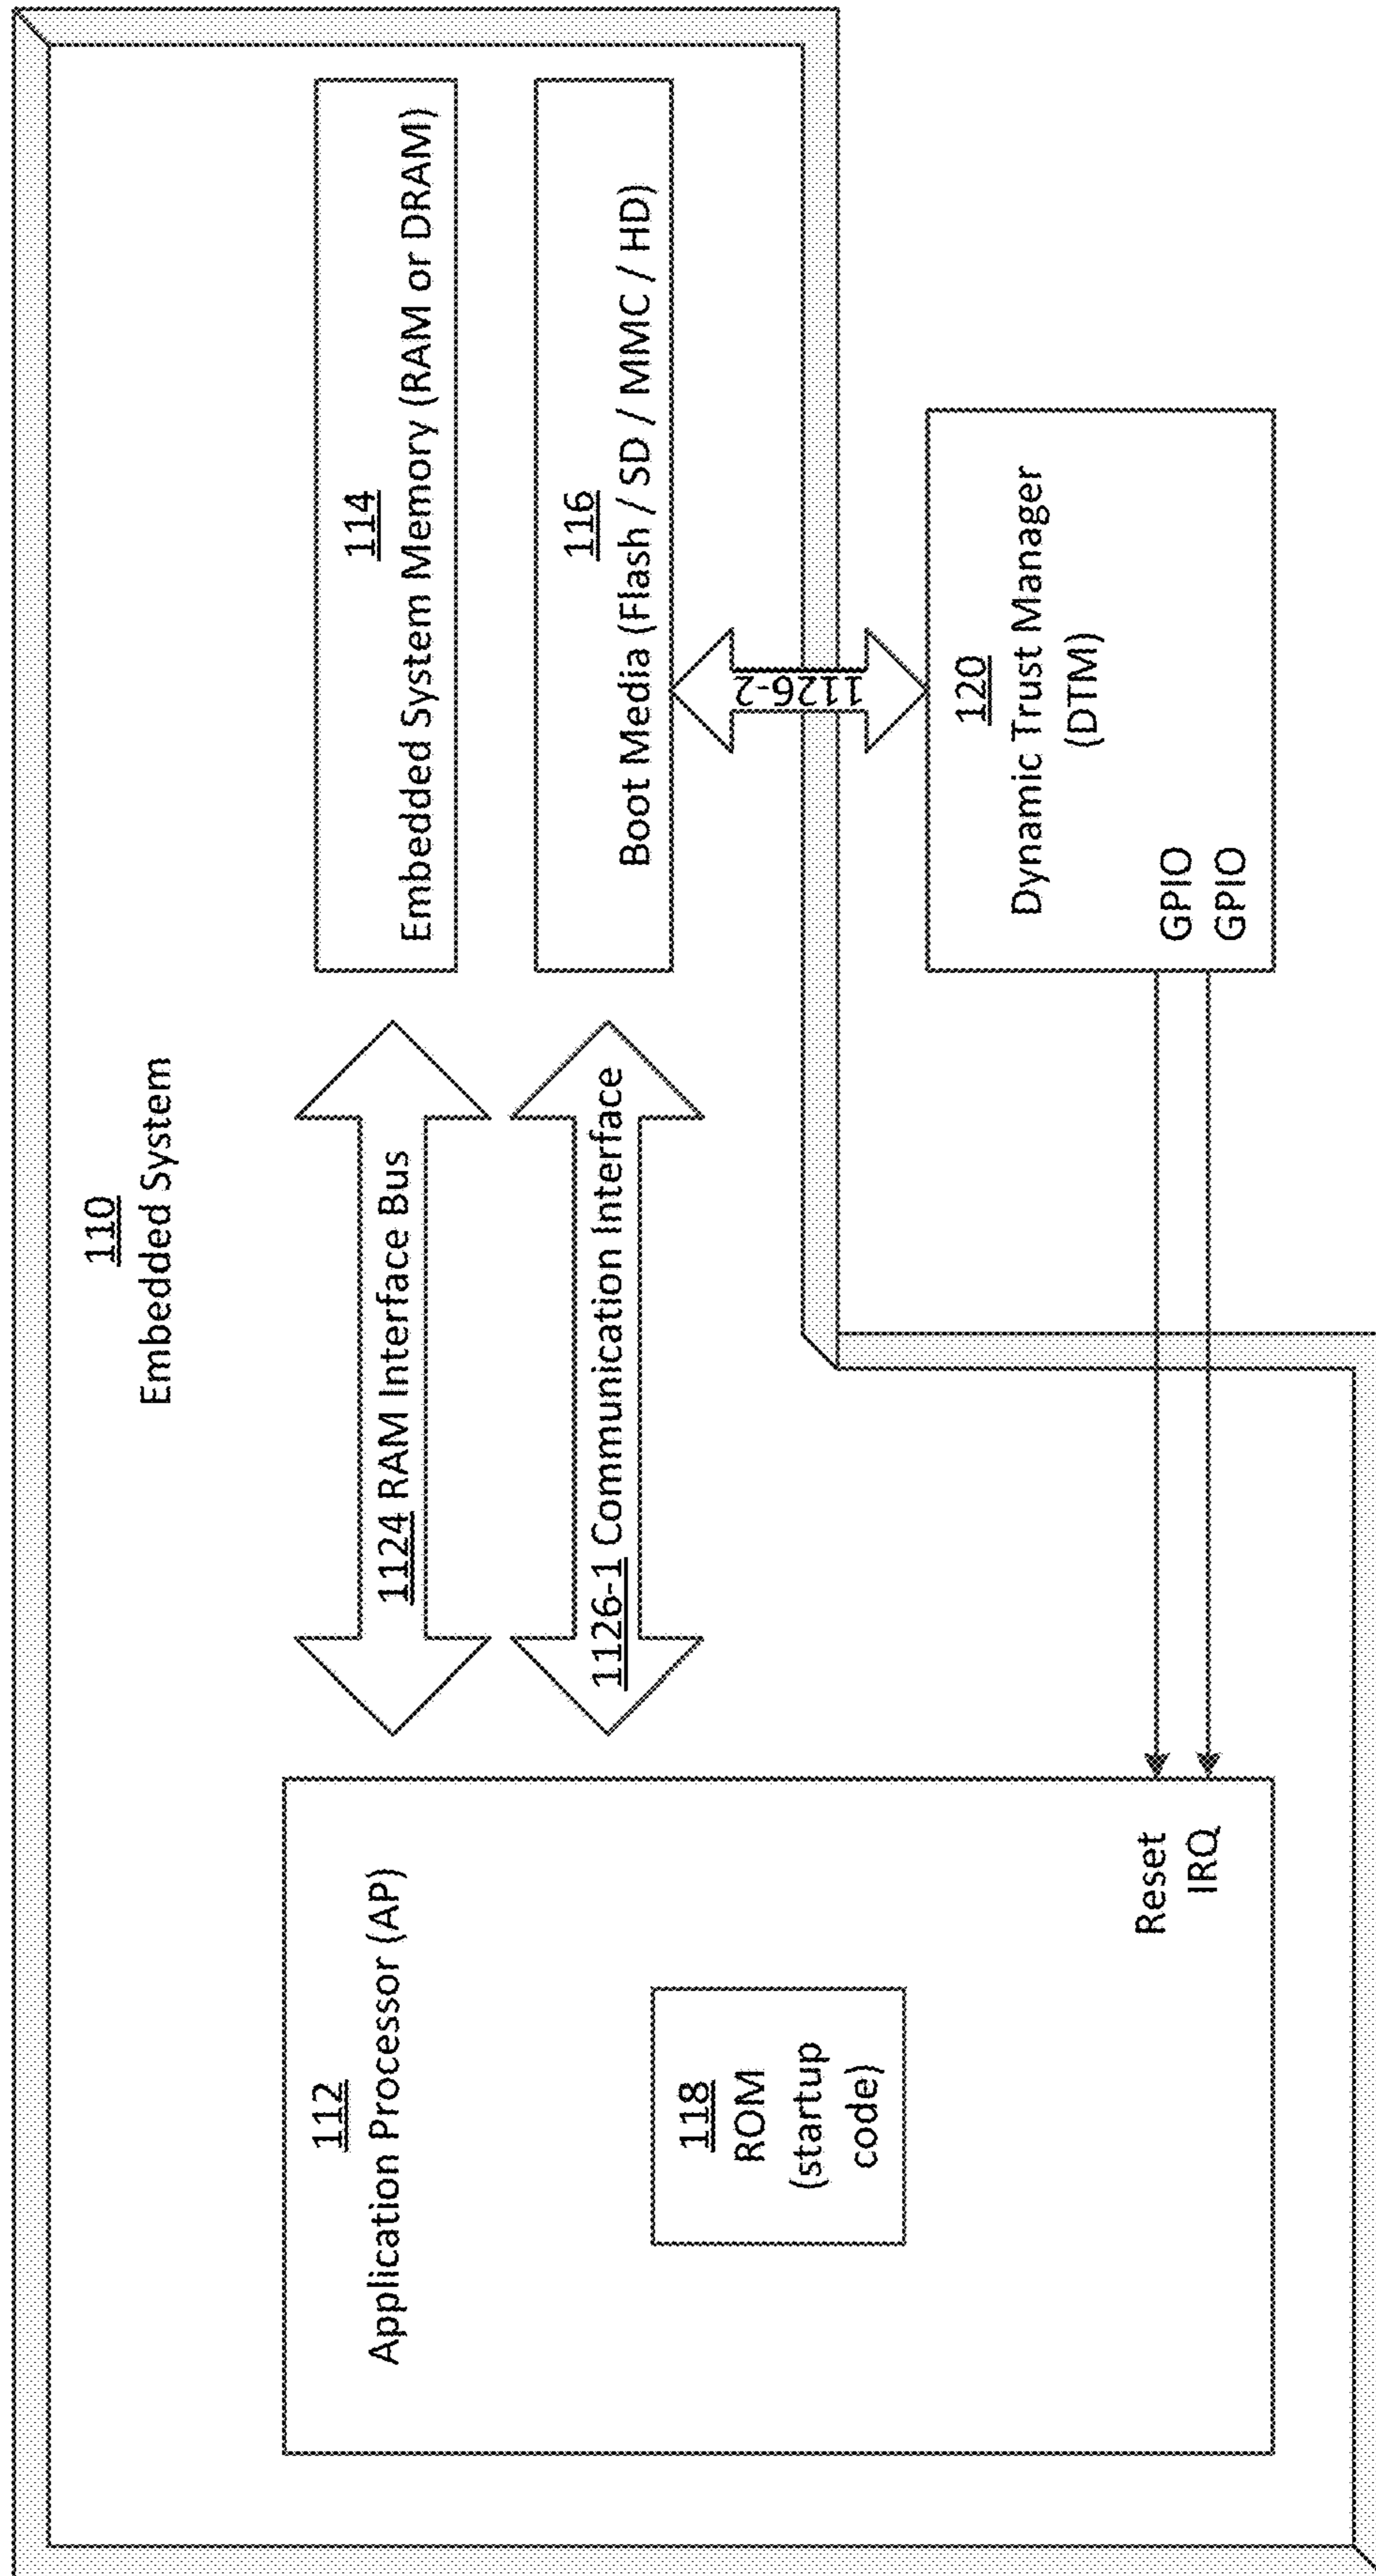 110
Embedded System
112
Application Processor (AP)
118
ROM
(startup
code)
Reset
IRQ
1124 RAM Interface Bus
1126-1 Communication Interface
114
Embedded System Memory (RAM or DRAM)
116
Boot Media (Flash / SD / MMC / HD)
1126-2
120
Dynamic Trust Manager
(DTM)
GPIO
GPIO